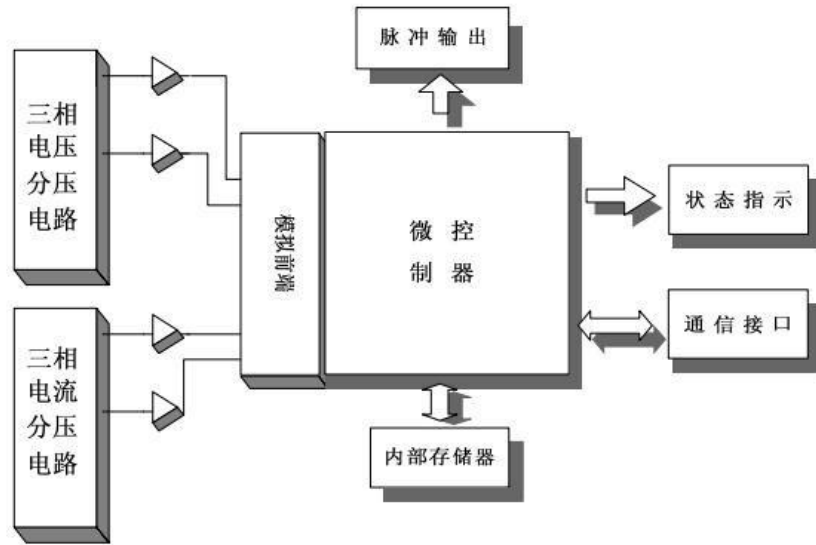 脉冲输出
三相
电压
分压
电路
模拟前端
微控
制器
状态指示
通信接口
三相
电流
分压
电路
内部存储器